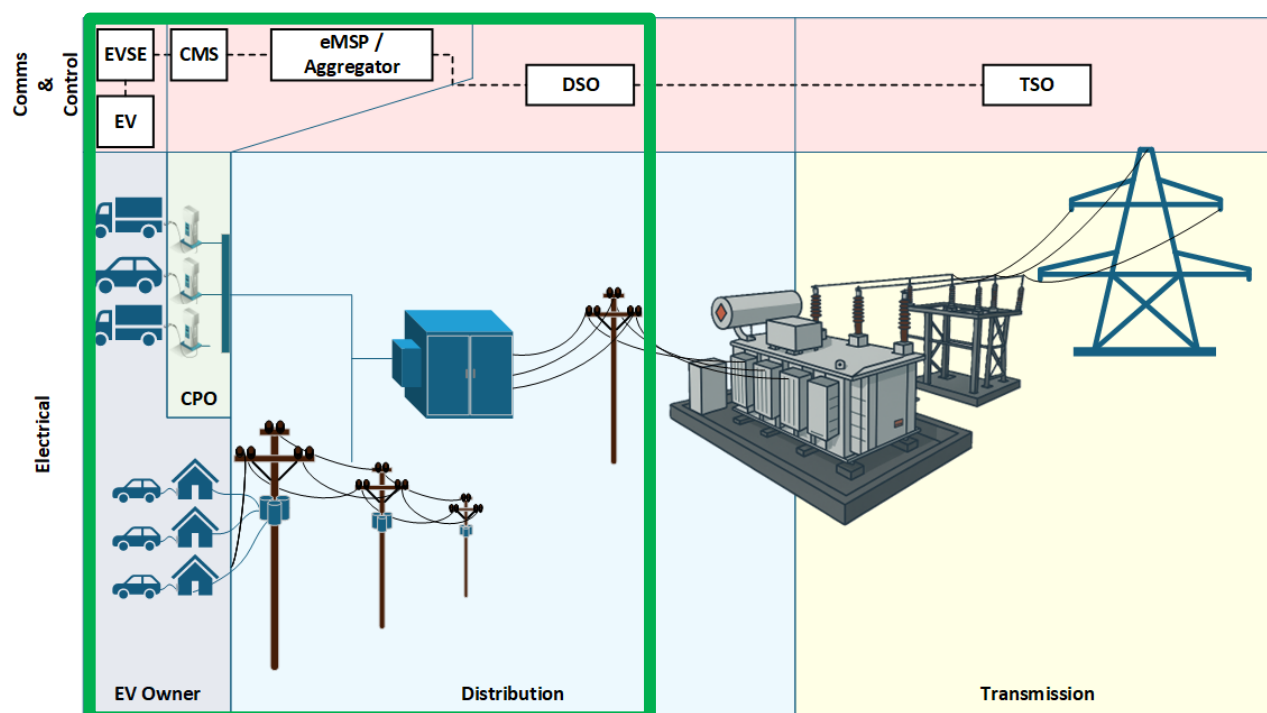 Comms
&
Control
EVSE
CMS
eMSP /
Aggregator
DSO
TSO
EV
CPO
Electrical
EV Owner
Distribution
Transmission